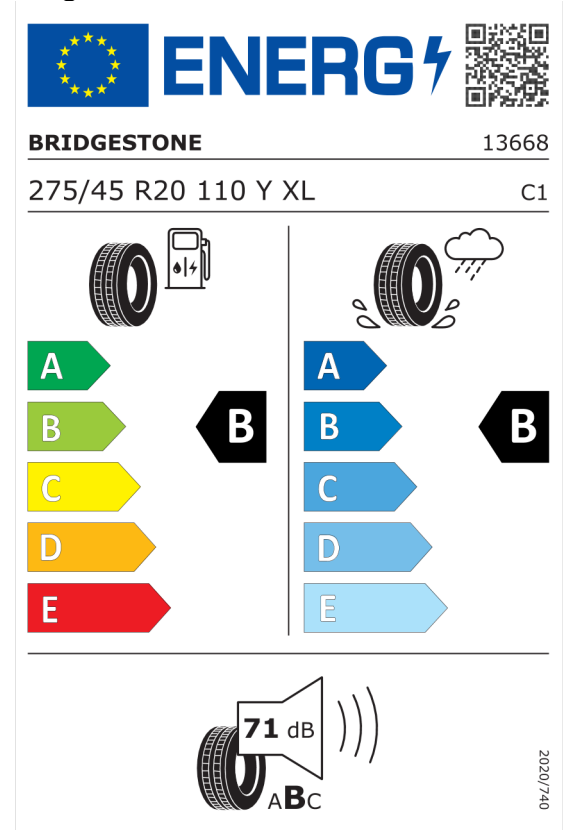 ENERG
BRIDGESTONE 13668
275/45 R20 110 Y XL C1
A A
B B B B
C C
D D
E E
71 dB
ABC
2020/740